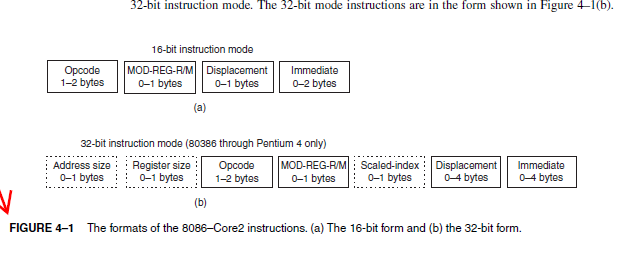 32-bit instruction mode. The 32-bit mode instructions are in the form shown in Figure 4–1(b).
16-bit instruction mode
Opcode MOD-REG-R/M Displacement Immediate
1–2 bytes 0–1 bytes 0–1 bytes 0–2 bytes
(a)
32-bit instruction mode (80386 through Pentium 4 only)
Address size Register size Opcode MOD-REG-R/M Scaled-index Displacement Immediate
0–1 bytes 0–1 bytes 1–2 bytes 0–1 bytes 0–1 bytes 0–4 bytes 0–4 bytes
(b)
FIGURE 4–1 The formats of the 8086–Core2 instructions. (a) The 16-bit form and (b) the 32-bit form.